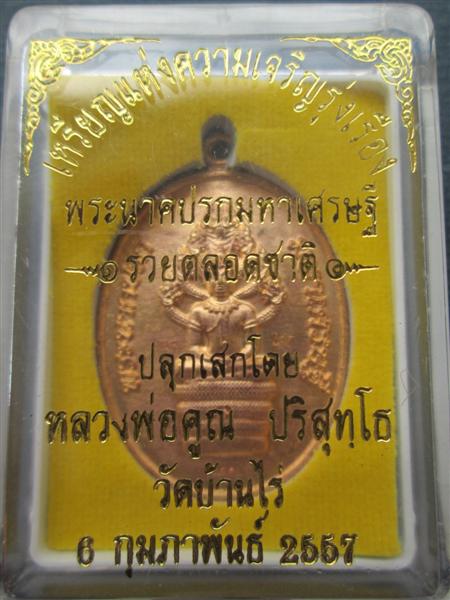 เหรียญแห่งความเจริญรุ่งเรือง
พระนาคปรกมหาเศรษฐี
๑ รวยตลอดชาติ ๑
ปลุกเสกโดย
หลวงพ่อคูณ ปริสุทฺโธ
วัดบ้านไร่
6 กุมภาพันธ์ 2557